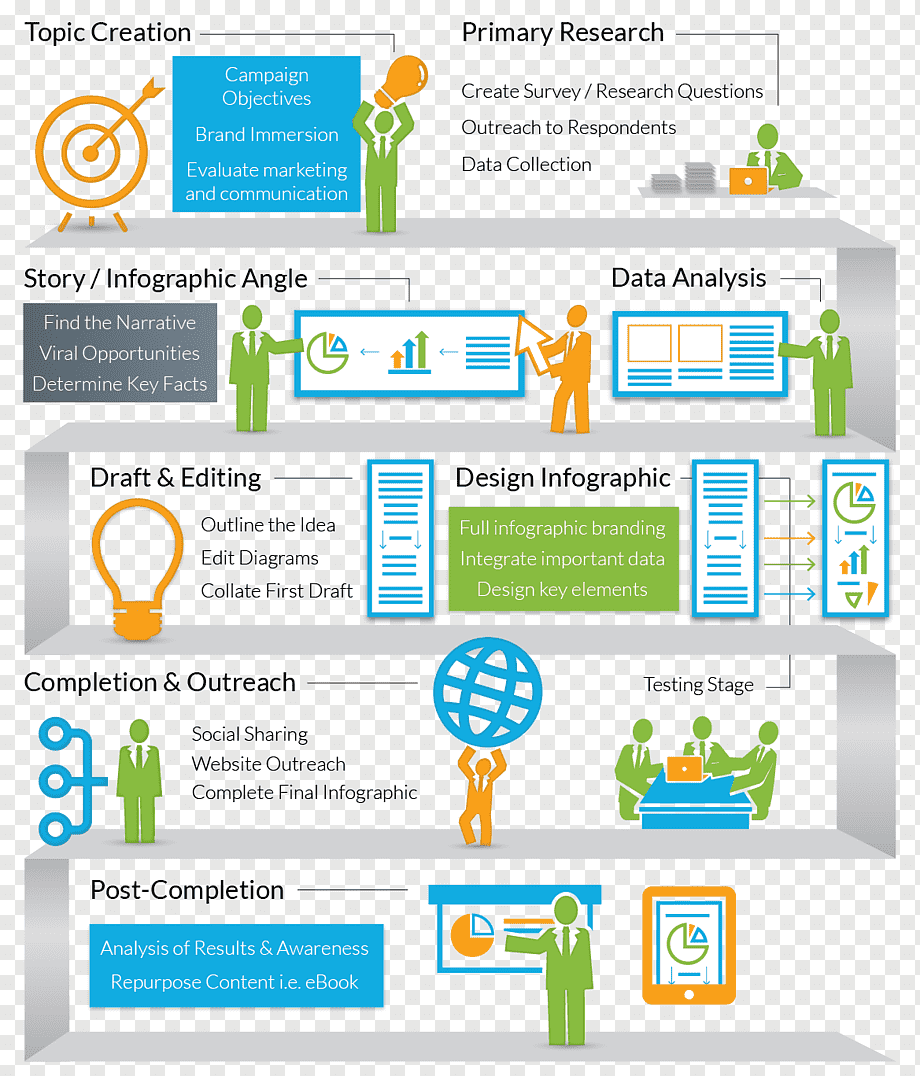 Topic Creation
Campaign
Objectives
Brand Immersion
Evaluate marketing
and communication
Primary Research
Create Survey / Research Questions
Outreach to Respondents
Data Collection
Story / Infographic Angle
Find the Narrative
Viral Opportunities
Determine Key Facts
Data Analysis
Draft & Editing
Outline the Idea
Edit Diagrams
Collate First Draft
Design Infographic
Full infographic branding
Integrate important data
Design key elements
Completion & Outreach
Social Sharing
Website Outreach
Complete Final Infographic
Testing Stage
Post-Completion
Analysis of Results & Awareness
Repurpose Content i.e. eBook